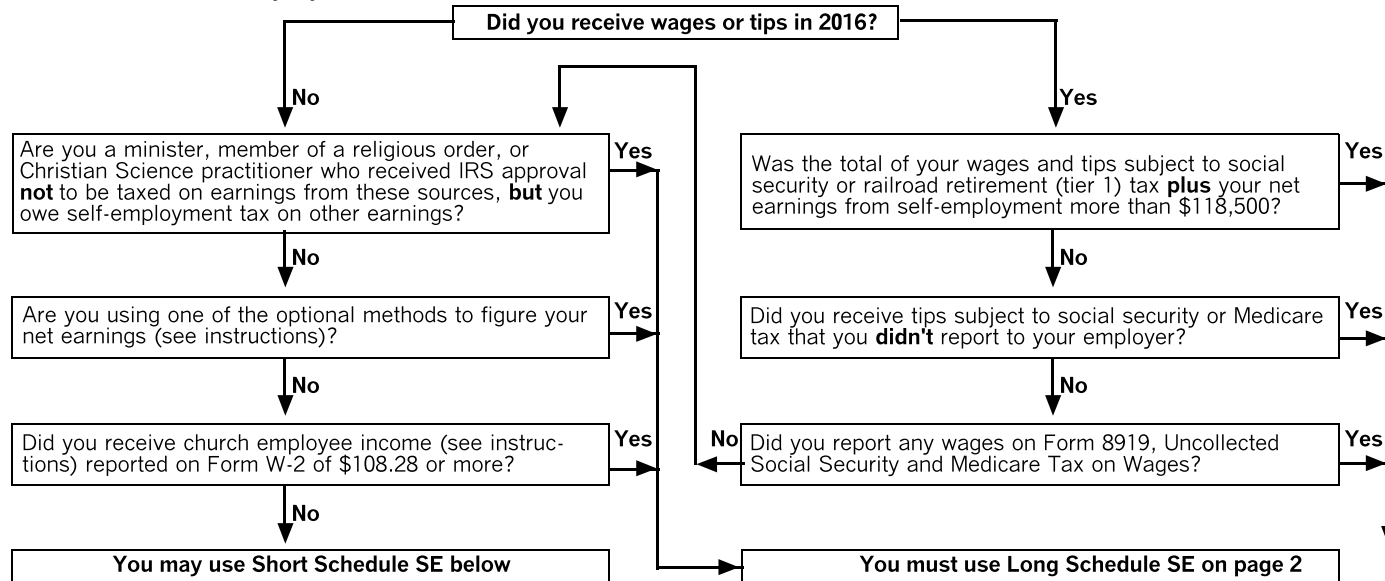 Did you receive wages or tips in 2016?
No
Yes
Are you a minister, member of a religious order, or
Christian Science practitioner who received IRS approval
not to be taxed on earnings from these sources, but you
owe self-employment tax on other earnings?
Yes
Was the total of your wages and tips subject to social
security or railroad retirement (tier 1) tax plus your net
earnings from self-employment more than $118,500?
Yes
No
No
Are you using one of the optional methods to figure your
net earnings (see instructions)?
Yes
Did you receive tips subject to social security or Medicare
tax that you didn't report to your employer?
Yes
No
No
Did you receive church employee income (see instruc-
tions) reported on Form W-2 of $108.28 or more?
Yes
No
Did you report any wages on Form 8919, Uncollected
Social Security and Medicare Tax on Wages?
Yes
No
You may use Short Schedule SE below
You must use Long Schedule SE on page 2